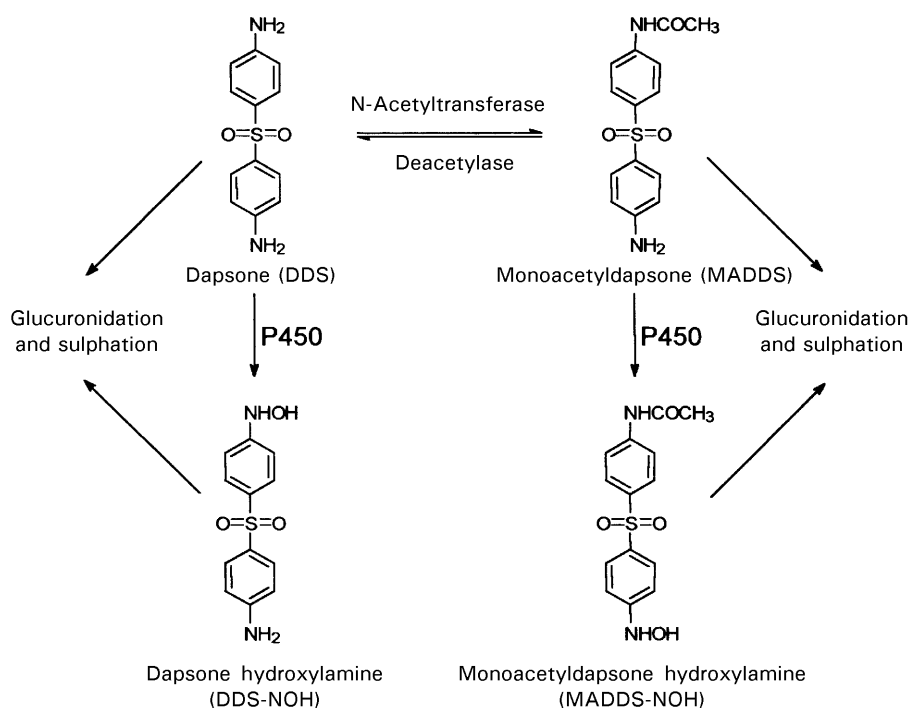 NH2
NHCOCH3
N-Acetyltransferase
O=S=O
O=S=O
Deacetylase
NH2
NH2
Dapsone (DDS)
Monoacetyldapsone (MADDS)
Glucuronidation
and sulphation
P450
P450
Glucuronidation
and sulphation
NHOH
NHCOCH3
O=S=O
O=S=O
NH2
NHOH
Dapsone hydroxylamine
(DDS-NOH)
Monoacetyldapsone hydroxylamine
(MADDS-NOH)